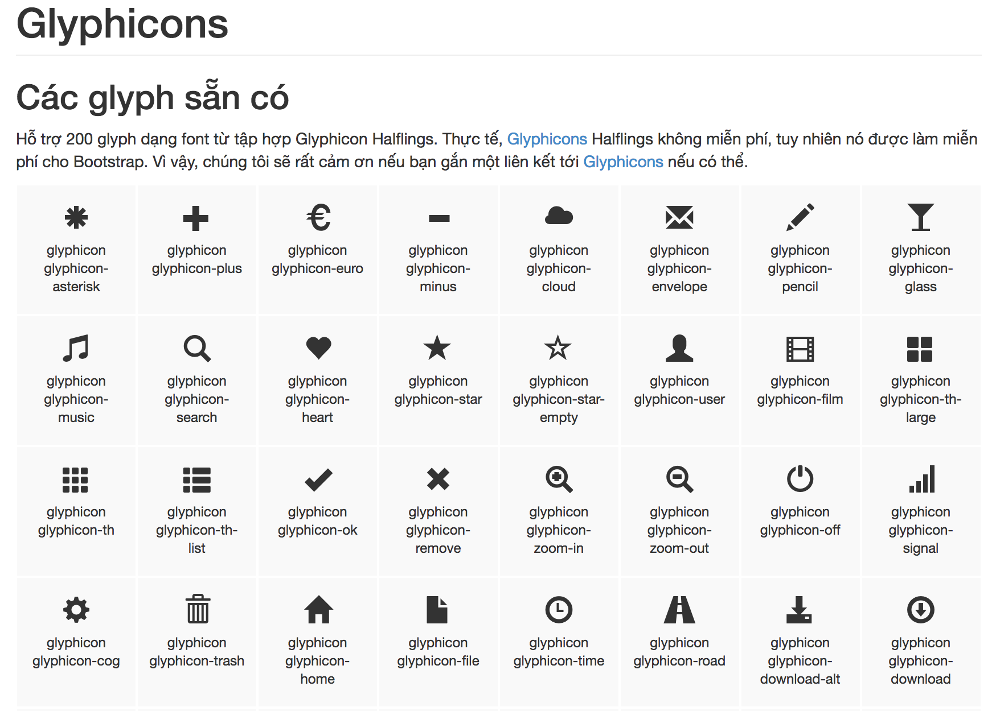 Glyphicons
Các glyph sẵn có
Hỗ trợ 200 glyph dạng font từ tập hợp Glyphicon Halflings. Thực tế, Glyphicons Halflings không miễn phí, tuy nhiên nó được làm miễn
phí cho Bootstrap. Vì vậy, chúng tôi sẽ rất cảm ơn nếu bạn gắn một liên kết tới Glyphicons nếu có thể.
glyphicon
glyphicon-
asterisk
glyphicon
glyphicon-plus
glyphicon
glyphicon-euro
glyphicon
glyphicon-
minus
glyphicon
glyphicon-
cloud
glyphicon
glyphicon-
envelope
glyphicon
glyphicon-
pencil
glyphicon
glyphicon-
glass
glyphicon
glyphicon-
music
glyphicon
glyphicon-
search
glyphicon
glyphicon-
heart
glyphicon
glyphicon-star
glyphicon
glyphicon-star-
empty
glyphicon
glyphicon-user
glyphicon
glyphicon-film
glyphicon
glyphicon-th-
large
glyphicon
glyphicon-th
glyphicon
glyphicon-th-
list
glyphicon
glyphicon-ok
glyphicon
glyphicon-
remove
glyphicon
glyphicon-
zoom-in
glyphicon
glyphicon-
zoom-out
glyphicon
glyphicon-off
glyphicon
glyphicon-
signal
glyphicon
glyphicon-cog
glyphicon
glyphicon-trash
glyphicon
glyphicon-
home
glyphicon
glyphicon-file
glyphicon
glyphicon-time
glyphicon
glyphicon-road
glyphicon
glyphicon-
download-alt
glyphicon
glyphicon-
download